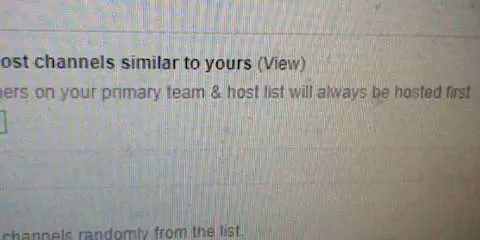 ost channels similar to yours (View)
ers on your primary team & host list will always be hosted first
channels randomly from the list.